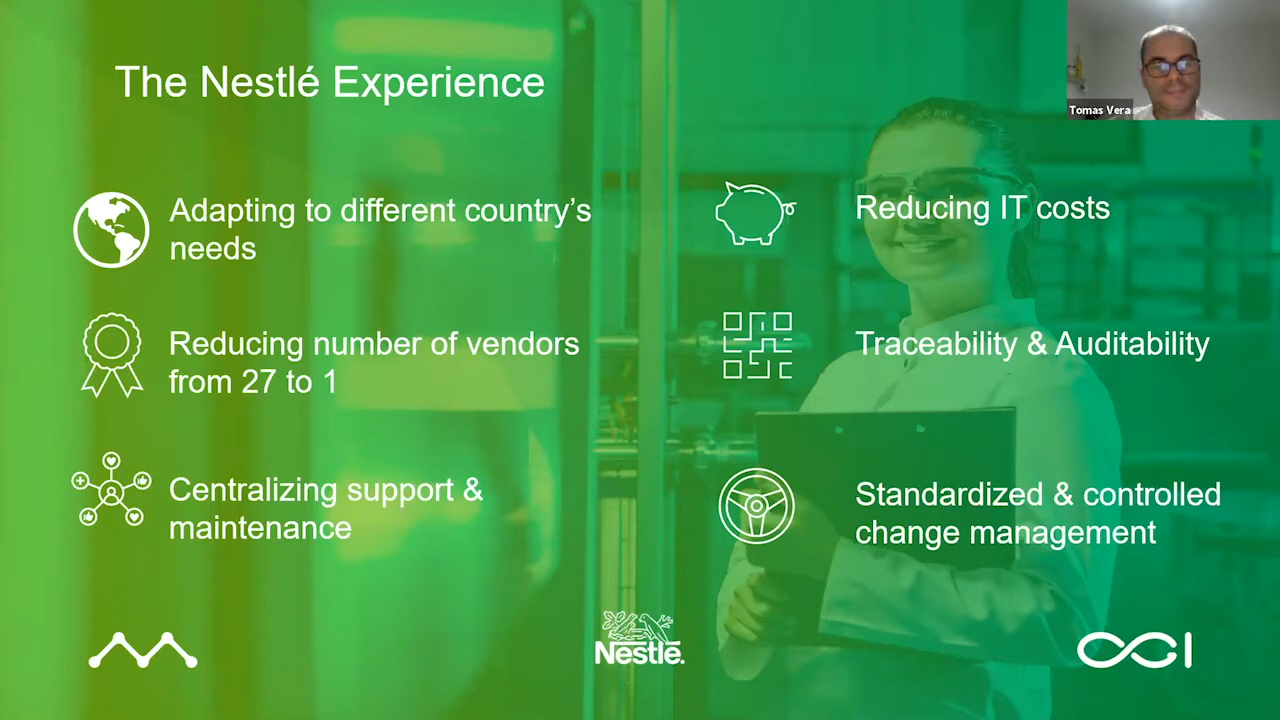 The Nestlé Experience
Tomas Vera
Adapting to different country's
needs
Reducing number of vendors
from 27 to 1
Centralizing support &
maintenance
Reducing IT costs
Traceability & Auditability
Standardized & controlled
change management
Nestlé.
OCI